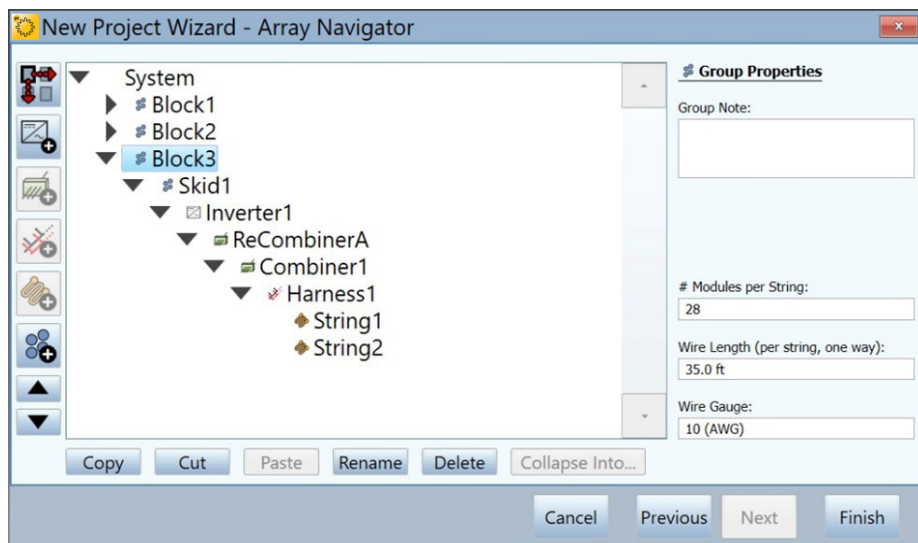 New Project Wizard - Array Navigator
System
Block1
Block2
Block3
Skid1
Inverter1
ReCombinerA
Combiner1
Harness1
String1
String2
Group Properties
Group Note:
# Modules per String:
28
Wire Length (per string, one way):
35.0 ft
Wire Gauge:
10 (AWG)
Copy Cut Paste Rename Delete Collapse Into...
Cancel Previous Next Finish